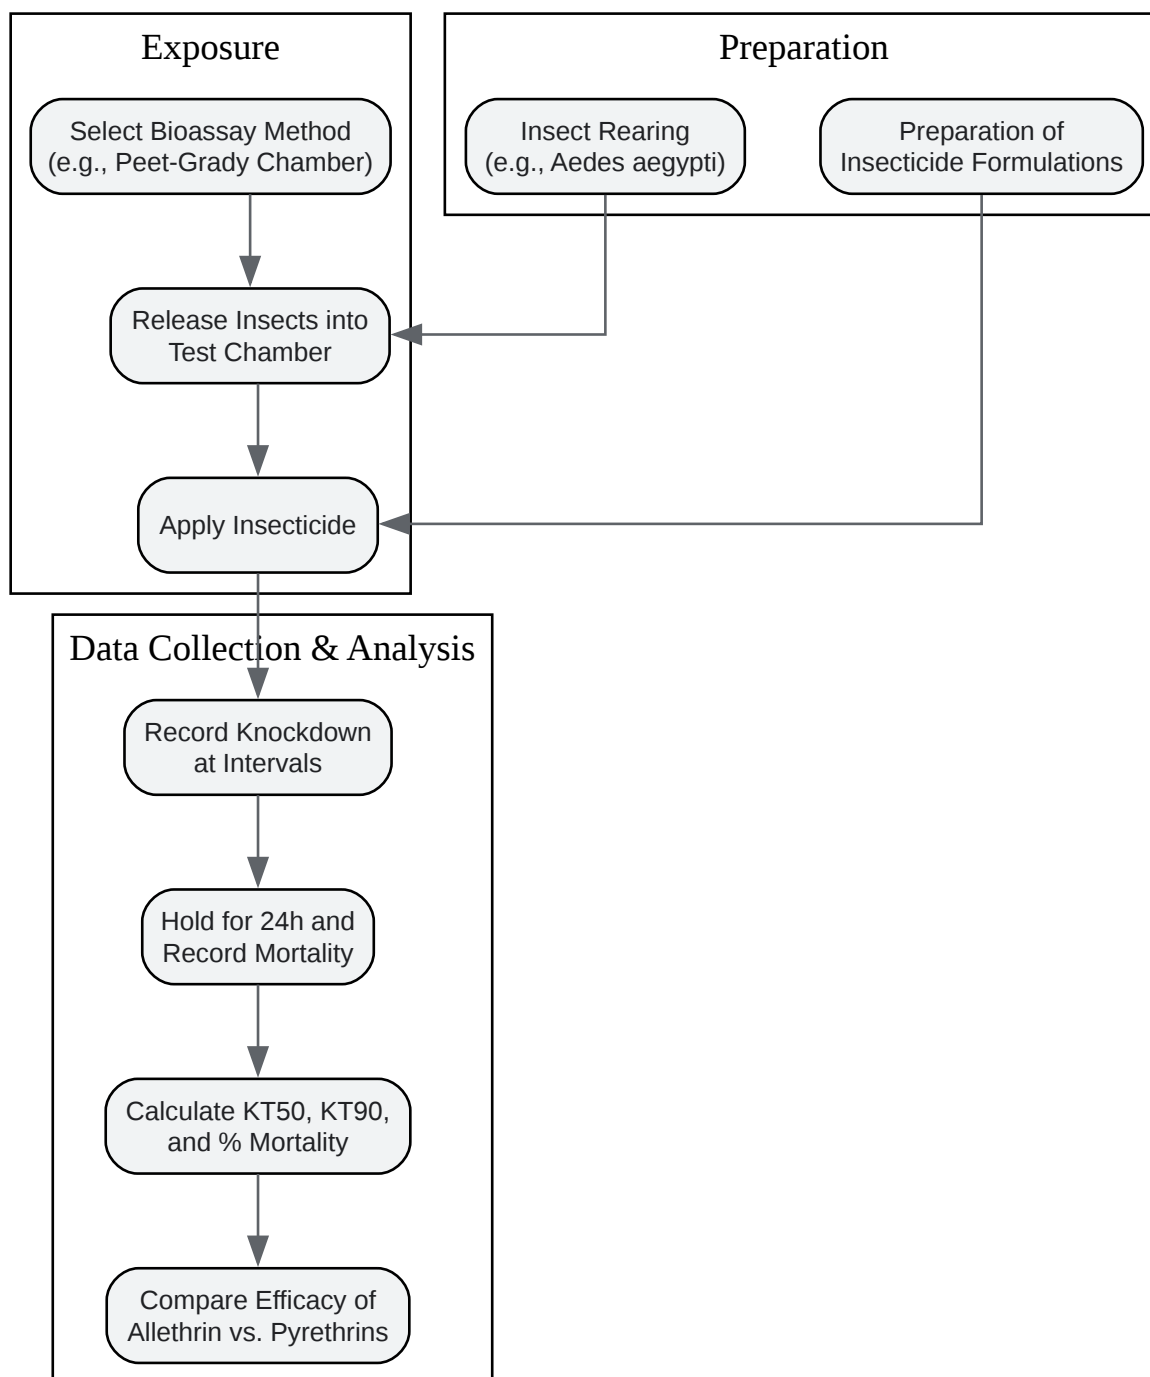 Exposure
Select Bioassay Method
(e.g., Peet-Grady Chamber)
Release Insects into
Test Chamber
Apply Insecticide
Preparation
Insect Rearing
(e.g., Aedes aegypti)
Preparation of
Insecticide Formulations
Data Collection & Analysis
Record Knockdown
at Intervals
Hold for 24h and
Record Mortality
Calculate KT50, KT90,
and % Mortality
Compare Efficacy of
Allethrin vs. Pyrethrins